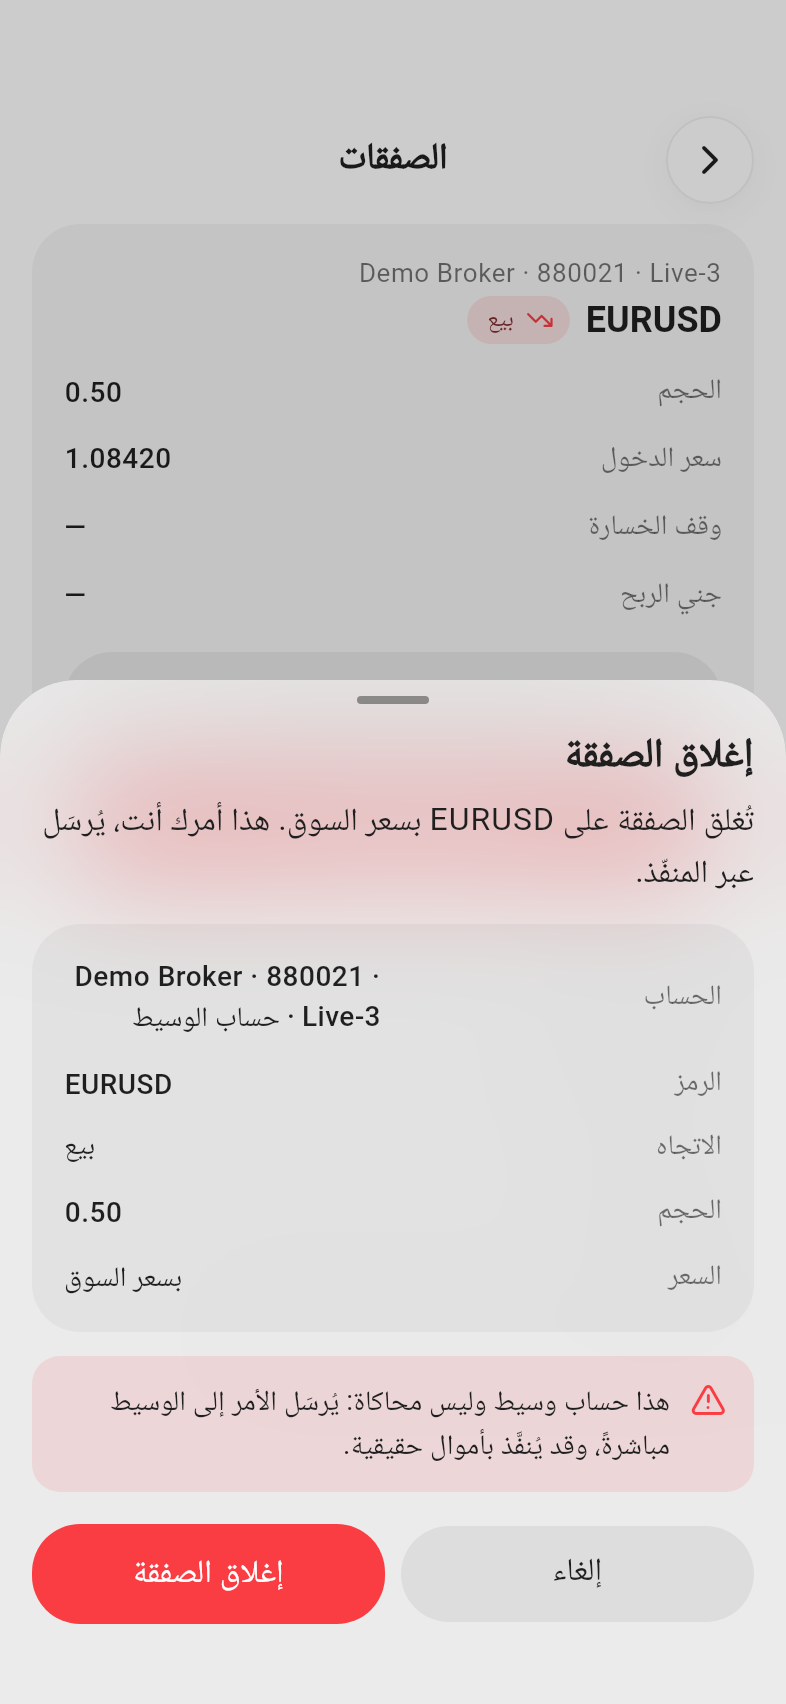 الصفقات
Demo Broker · 880021 · Live-3
EURUSD بيع
الحجم 0.50
سعر الدخول 1.08420
وقف الخسارة —
جني الربح —
إغلاق الصفقة
تُغلق الصفقة على EURUSD بسعر السوق. هذا أمرك أنت، يُرسَل
عبر المنفّذ.
الحساب Demo Broker · 880021 ·
Live-3 · حساب الوسيط
الرمز EURUSD
الاتجاه بيع
الحجم 0.50
السعر بسعر السوق
هذا حساب وسيط وليس محاكاة: يُرسَل الأمر إلى الوسيط
مباشرةً، وقد يُنفَّذ بأموال حقيقية.
إلغاء
إغلاق الصفقة